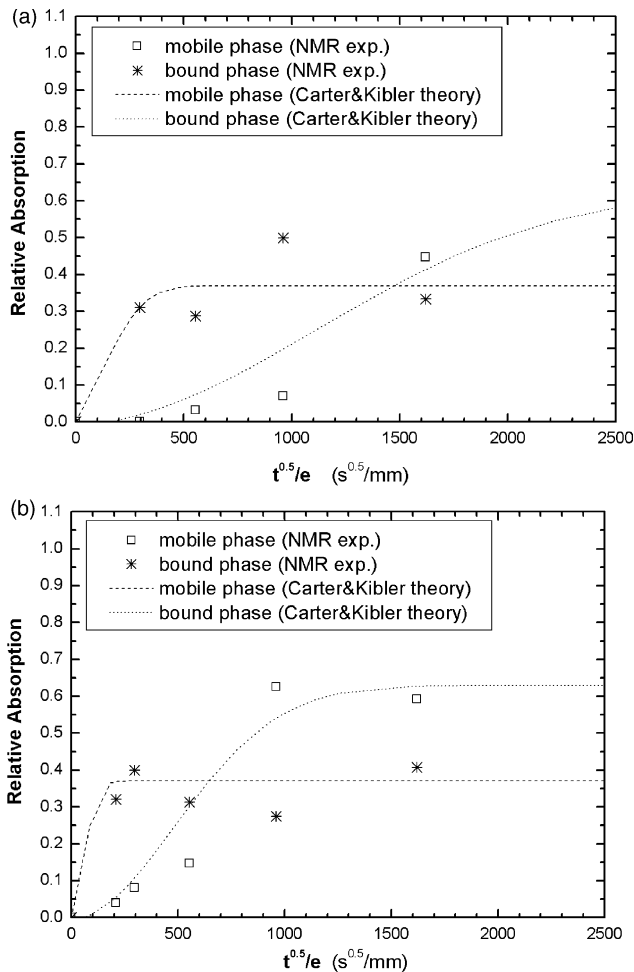 (a)
1.1
1.0
0.9
0.8
0.7
0.6
0.5
0.4
0.3
0.2
0.1
0.0
Relative Absorption
mobile phase (NMR exp.)
bound phase (NMR exp.)
mobile phase (Carter&Kibler theory)
bound phase (Carter&Kibler theory)
0 500 1000 1500 2000 2500
t^0.5/e (s^0.5/mm)
(b)
1.1
1.0
0.9
0.8
0.7
0.6
0.5
0.4
0.3
0.2
0.1
0.0
Relative Absorption
mobile phase (NMR exp.)
bound phase (NMR exp.)
mobile phase (Carter&Kibler theory)
bound phase (Carter&Kibler theory)
0 500 1000 1500 2000 2500
t^0.5/e (s^0.5/mm)